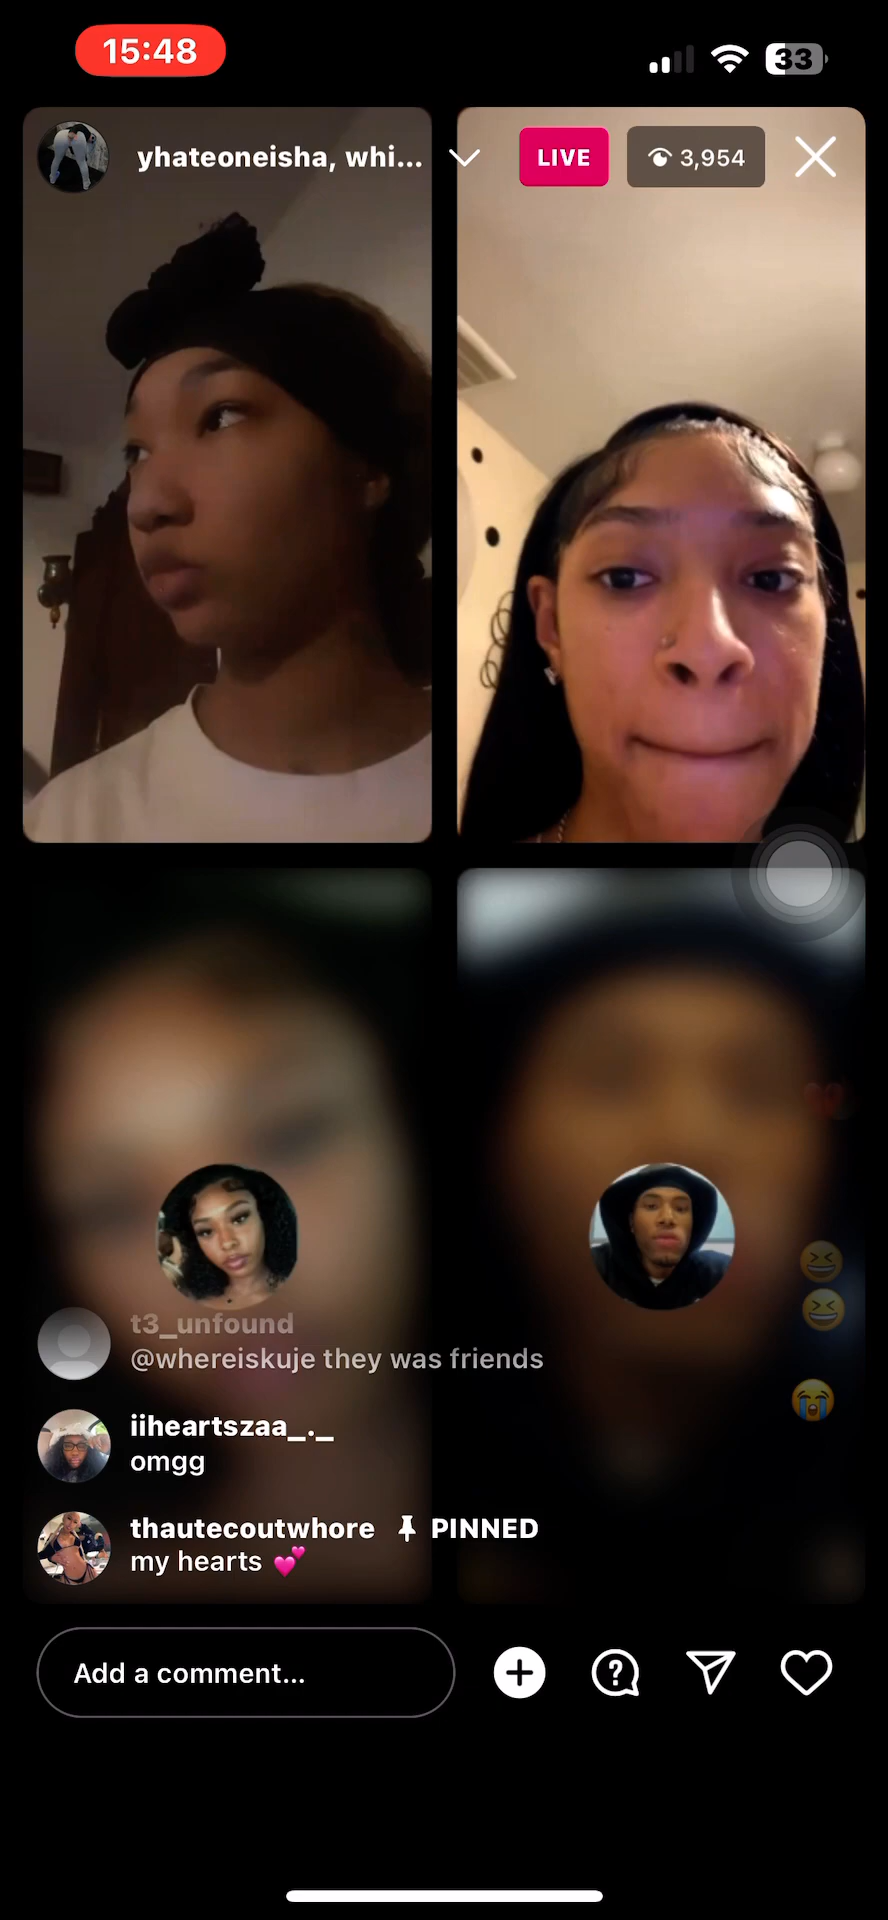 15:48
33
yhateoneisha, whi...
LIVE
3,954
t3_unfound
@whereiskuje they was friends
iiheartszaa_._
omgg
thautecoutwhore PINNED
my hearts 💕
Add a comment...